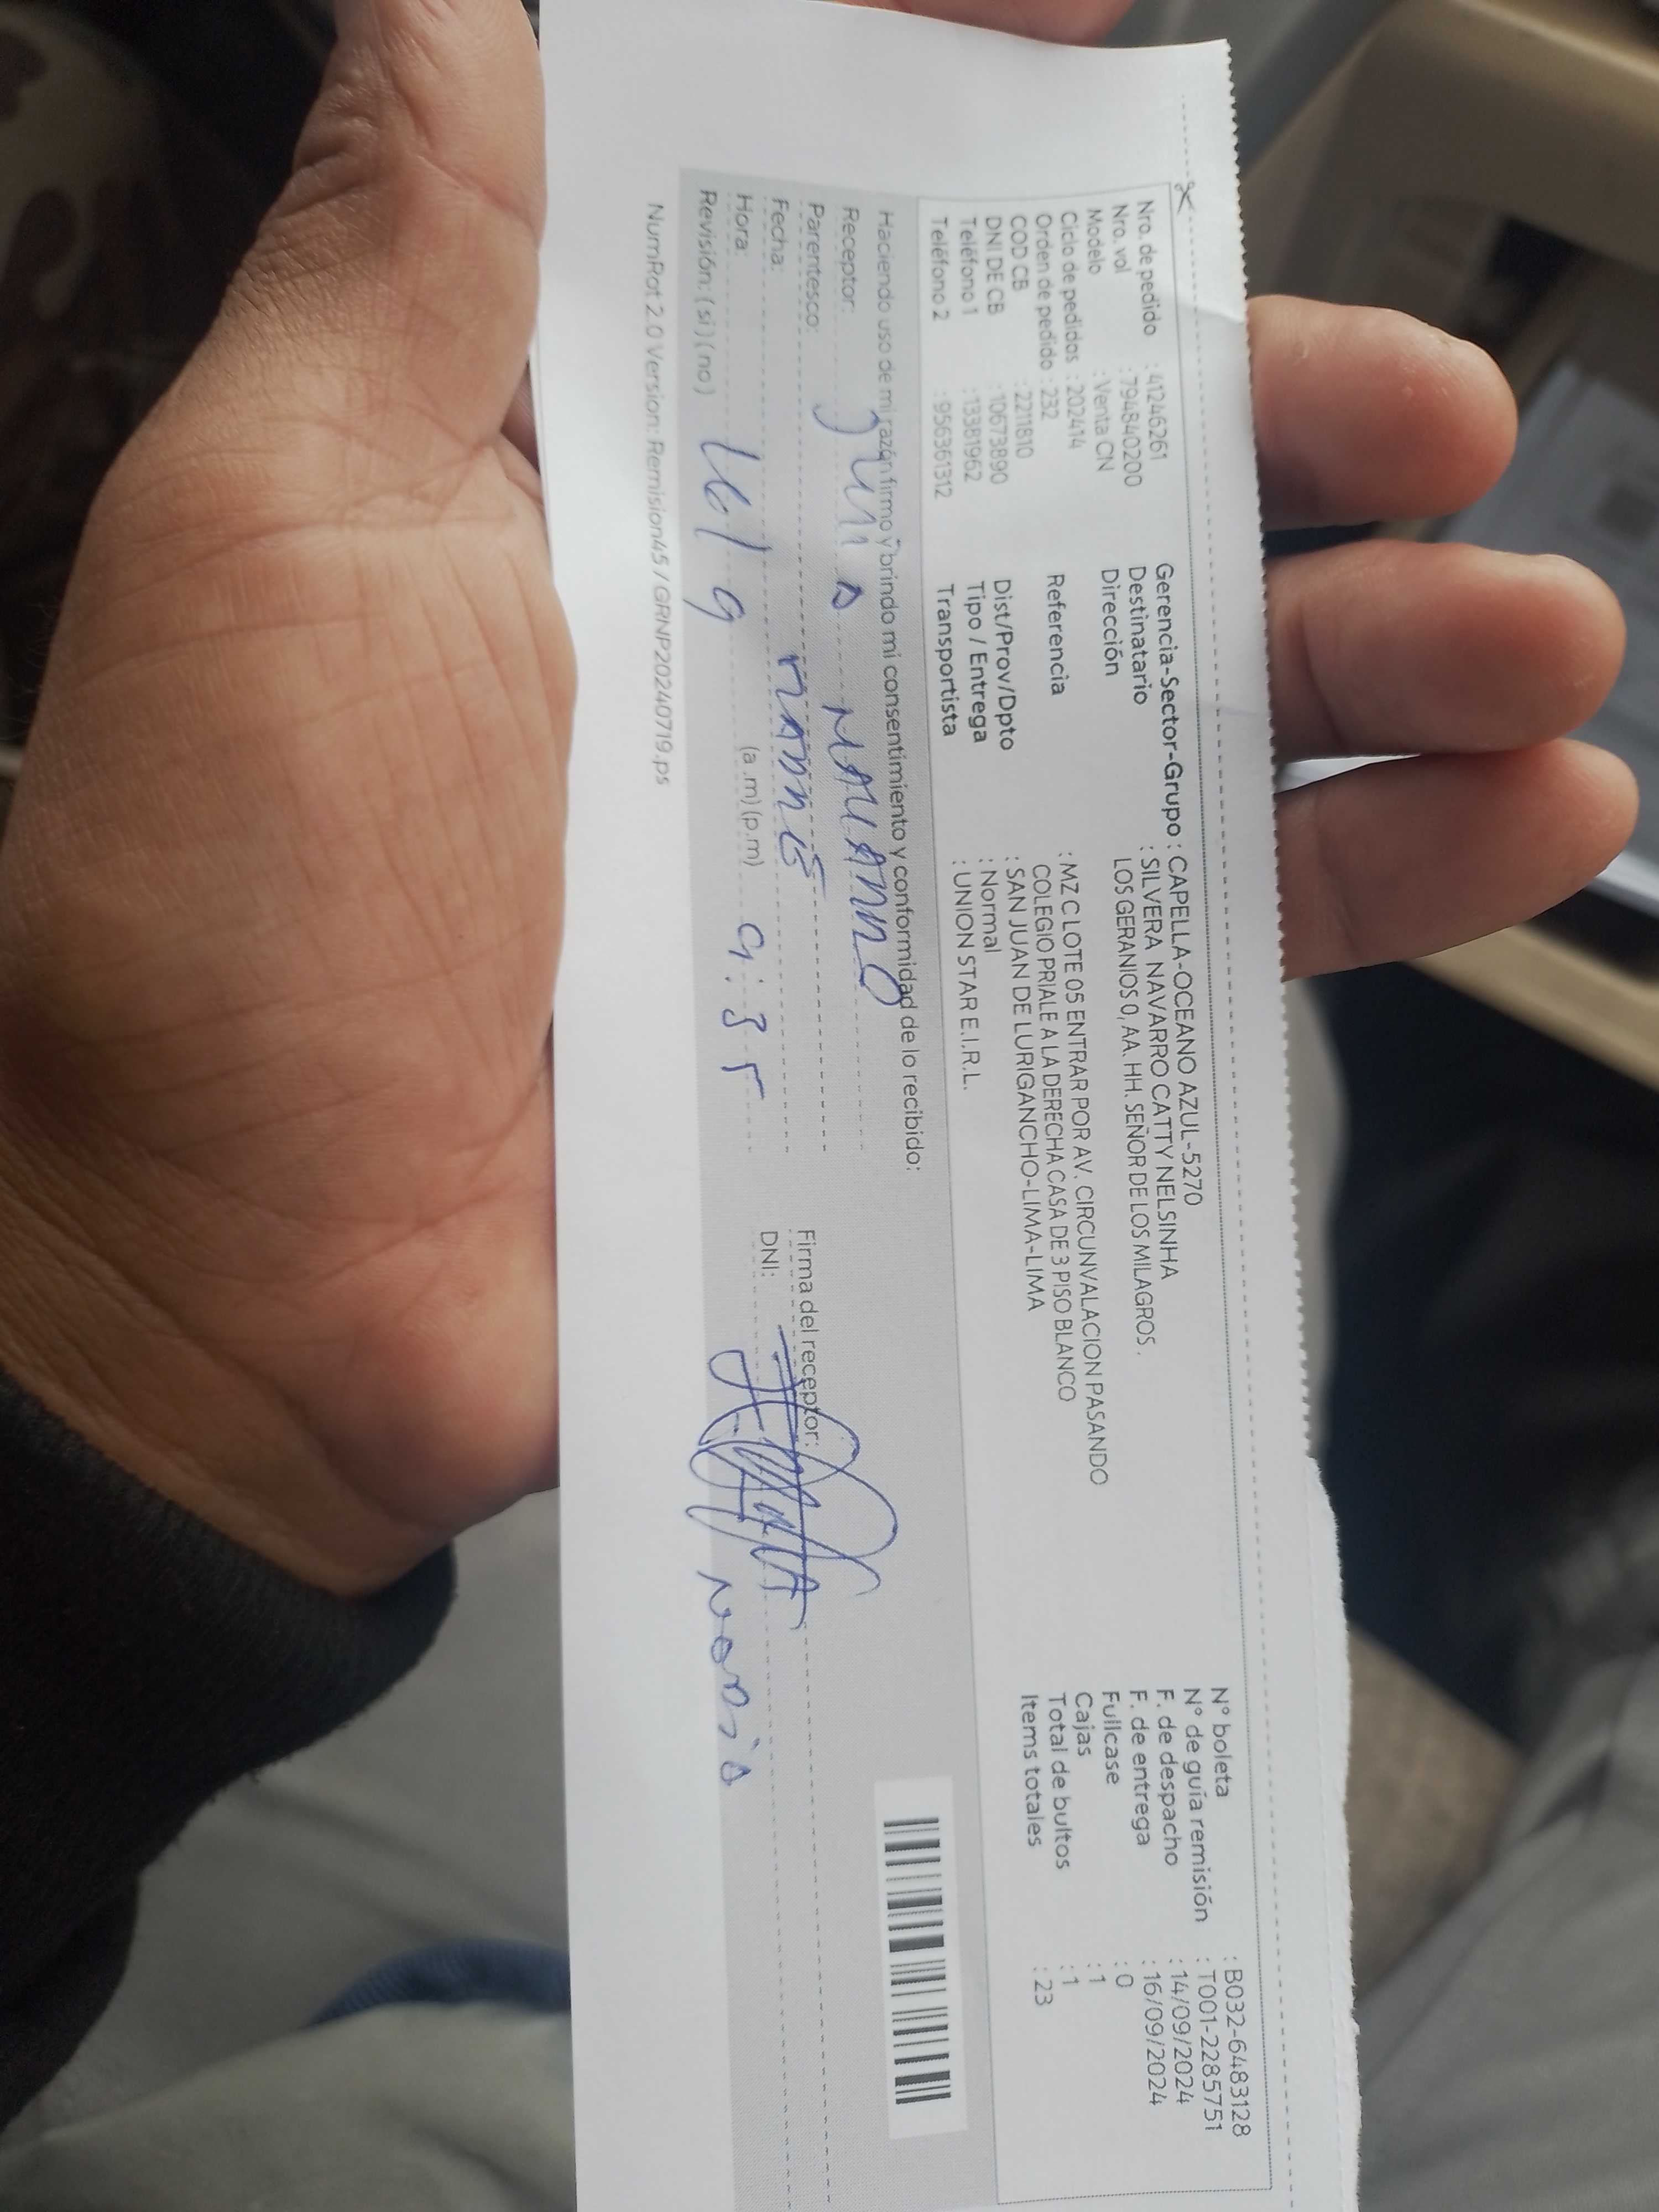 Nro. de pedido : 41246261
Nro. vol : 794840200
Modelo : Venta CN
Ciclo de pedidos : 202414
Orden de pedido : 232
COD CB : 2211810
DNI DE CB : 10673890
Teléfono 1 : 13381962
Teléfono 2 : 956361312
Gerencia-Sector-Grupo : CAPELLA-OCEANO AZUL-5270
Destinatario : SILVERA NAVARRO CATTY NELSINHA
Dirección LOS GERANIOS 0, AA. HH. SEÑOR DE LOS MILAGROS .
Referencia : MZ C LOTE 05 ENTRAR POR AV. CIRCUNVALACION PASANDO
COLEGIO PRIALE A LA DERECHA CASA DE 3 PISO BLANCO
Dist/Prov/Dpto : SAN JUAN DE LURIGANCHO-LIMA-LIMA
Tipo / Entrega : Normal
Transportista : UNION STAR E.I.R.L.
N° boleta : B032-6483128
N° de guía remisión : T001-2285751
F. de despacho : 14/09/2024
F. de entrega : 16/09/2024
Fullcase : 0
Cajas : 1
Total de bultos : 1
Items totales : 23
Haciendo uso de mi razón firmo y brindo mi consentimiento y conformidad de lo recibido:
Receptor:
Parentesco:
Fecha: 16/9
Hora: (a.m)(p.m) 9:35
Revisión: (si) (no)
Firma del receptor:
DNI:
NumRot 2.0 Version: Remision45 / GRNP20240719.ps